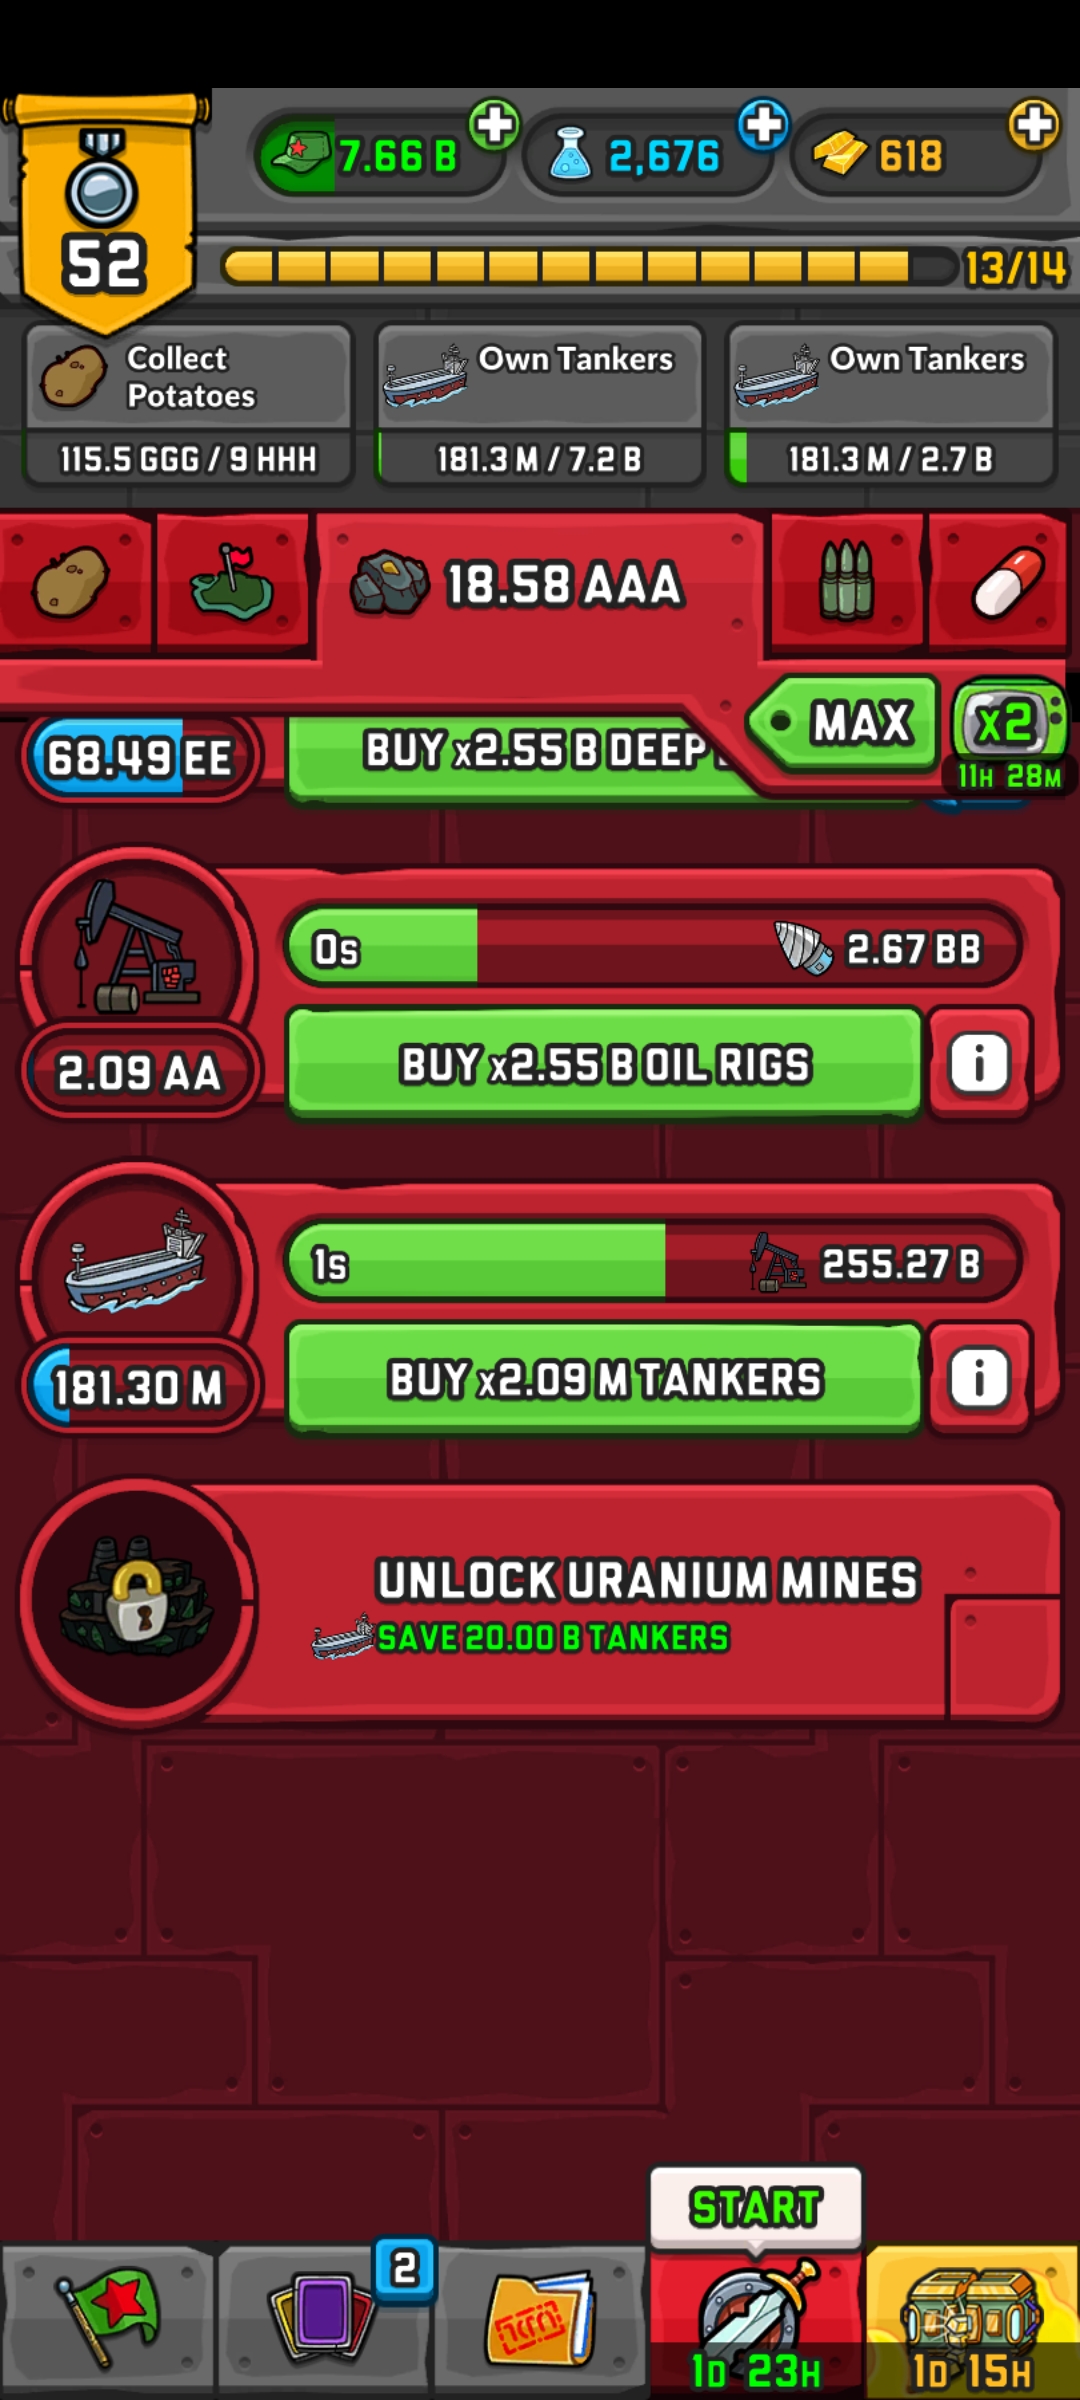 52
7.66 B
2,676
618
13/14
Collect
Potatoes
115.5 GGG / 9 HHH
Own Tankers
181.3 M / 7.2 B
Own Tankers
181.3 M / 2.7 B
18.58 AAA
MAX
x2
11H 28M
68.49 EE
BUY x2.55 B DEEP
0s
2.67 BB
2.09 AA
BUY x2.55 B OIL RIGS
i
1s
255.27 B
181.30 M
BUY x2.09 M TANKERS
i
UNLOCK URANIUM MINES
SAVE 20.00 B TANKERS
START
2
1D 23H
1D 15H